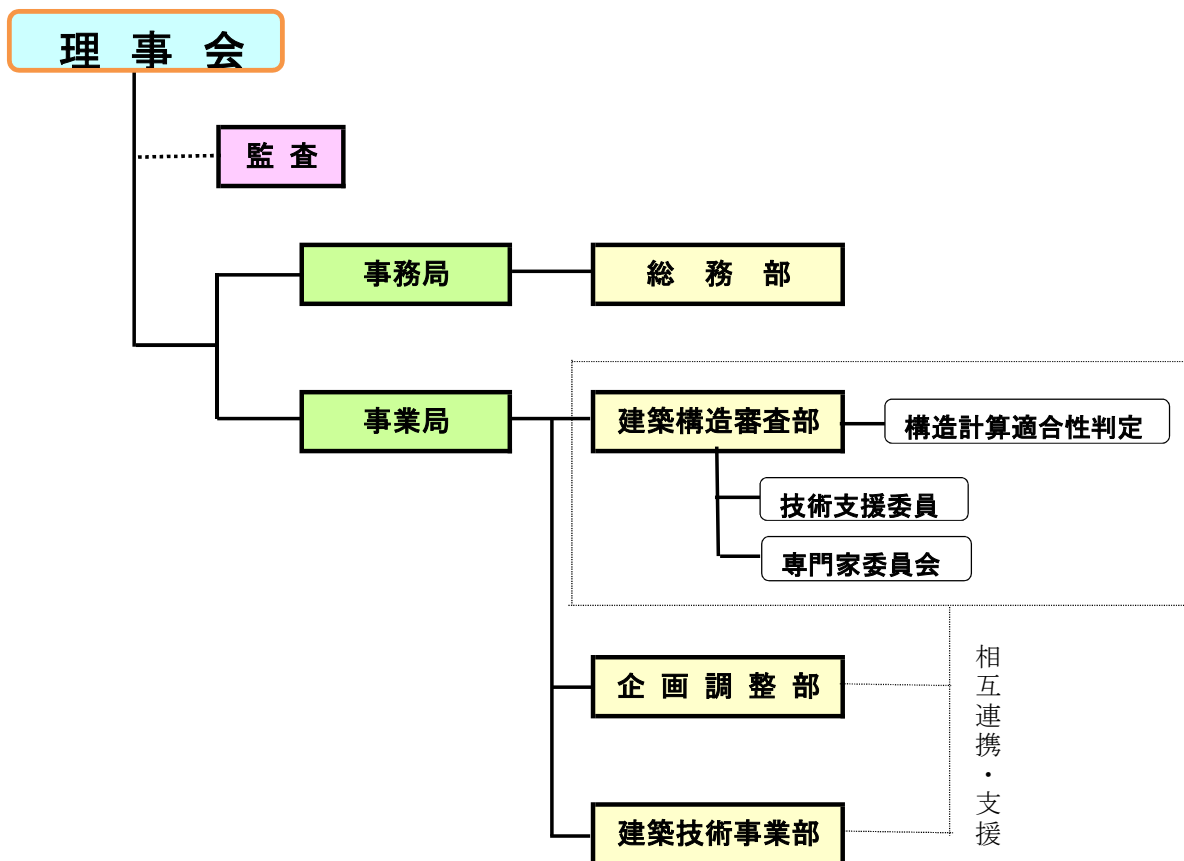 理 事 会
監 査
事務局
総 務 部
事業局
建築構造審査部
構造計算適合性判定
技術支援委員
専門家委員会
企 画 調 整 部
相互連携・支援
建築技術事業部